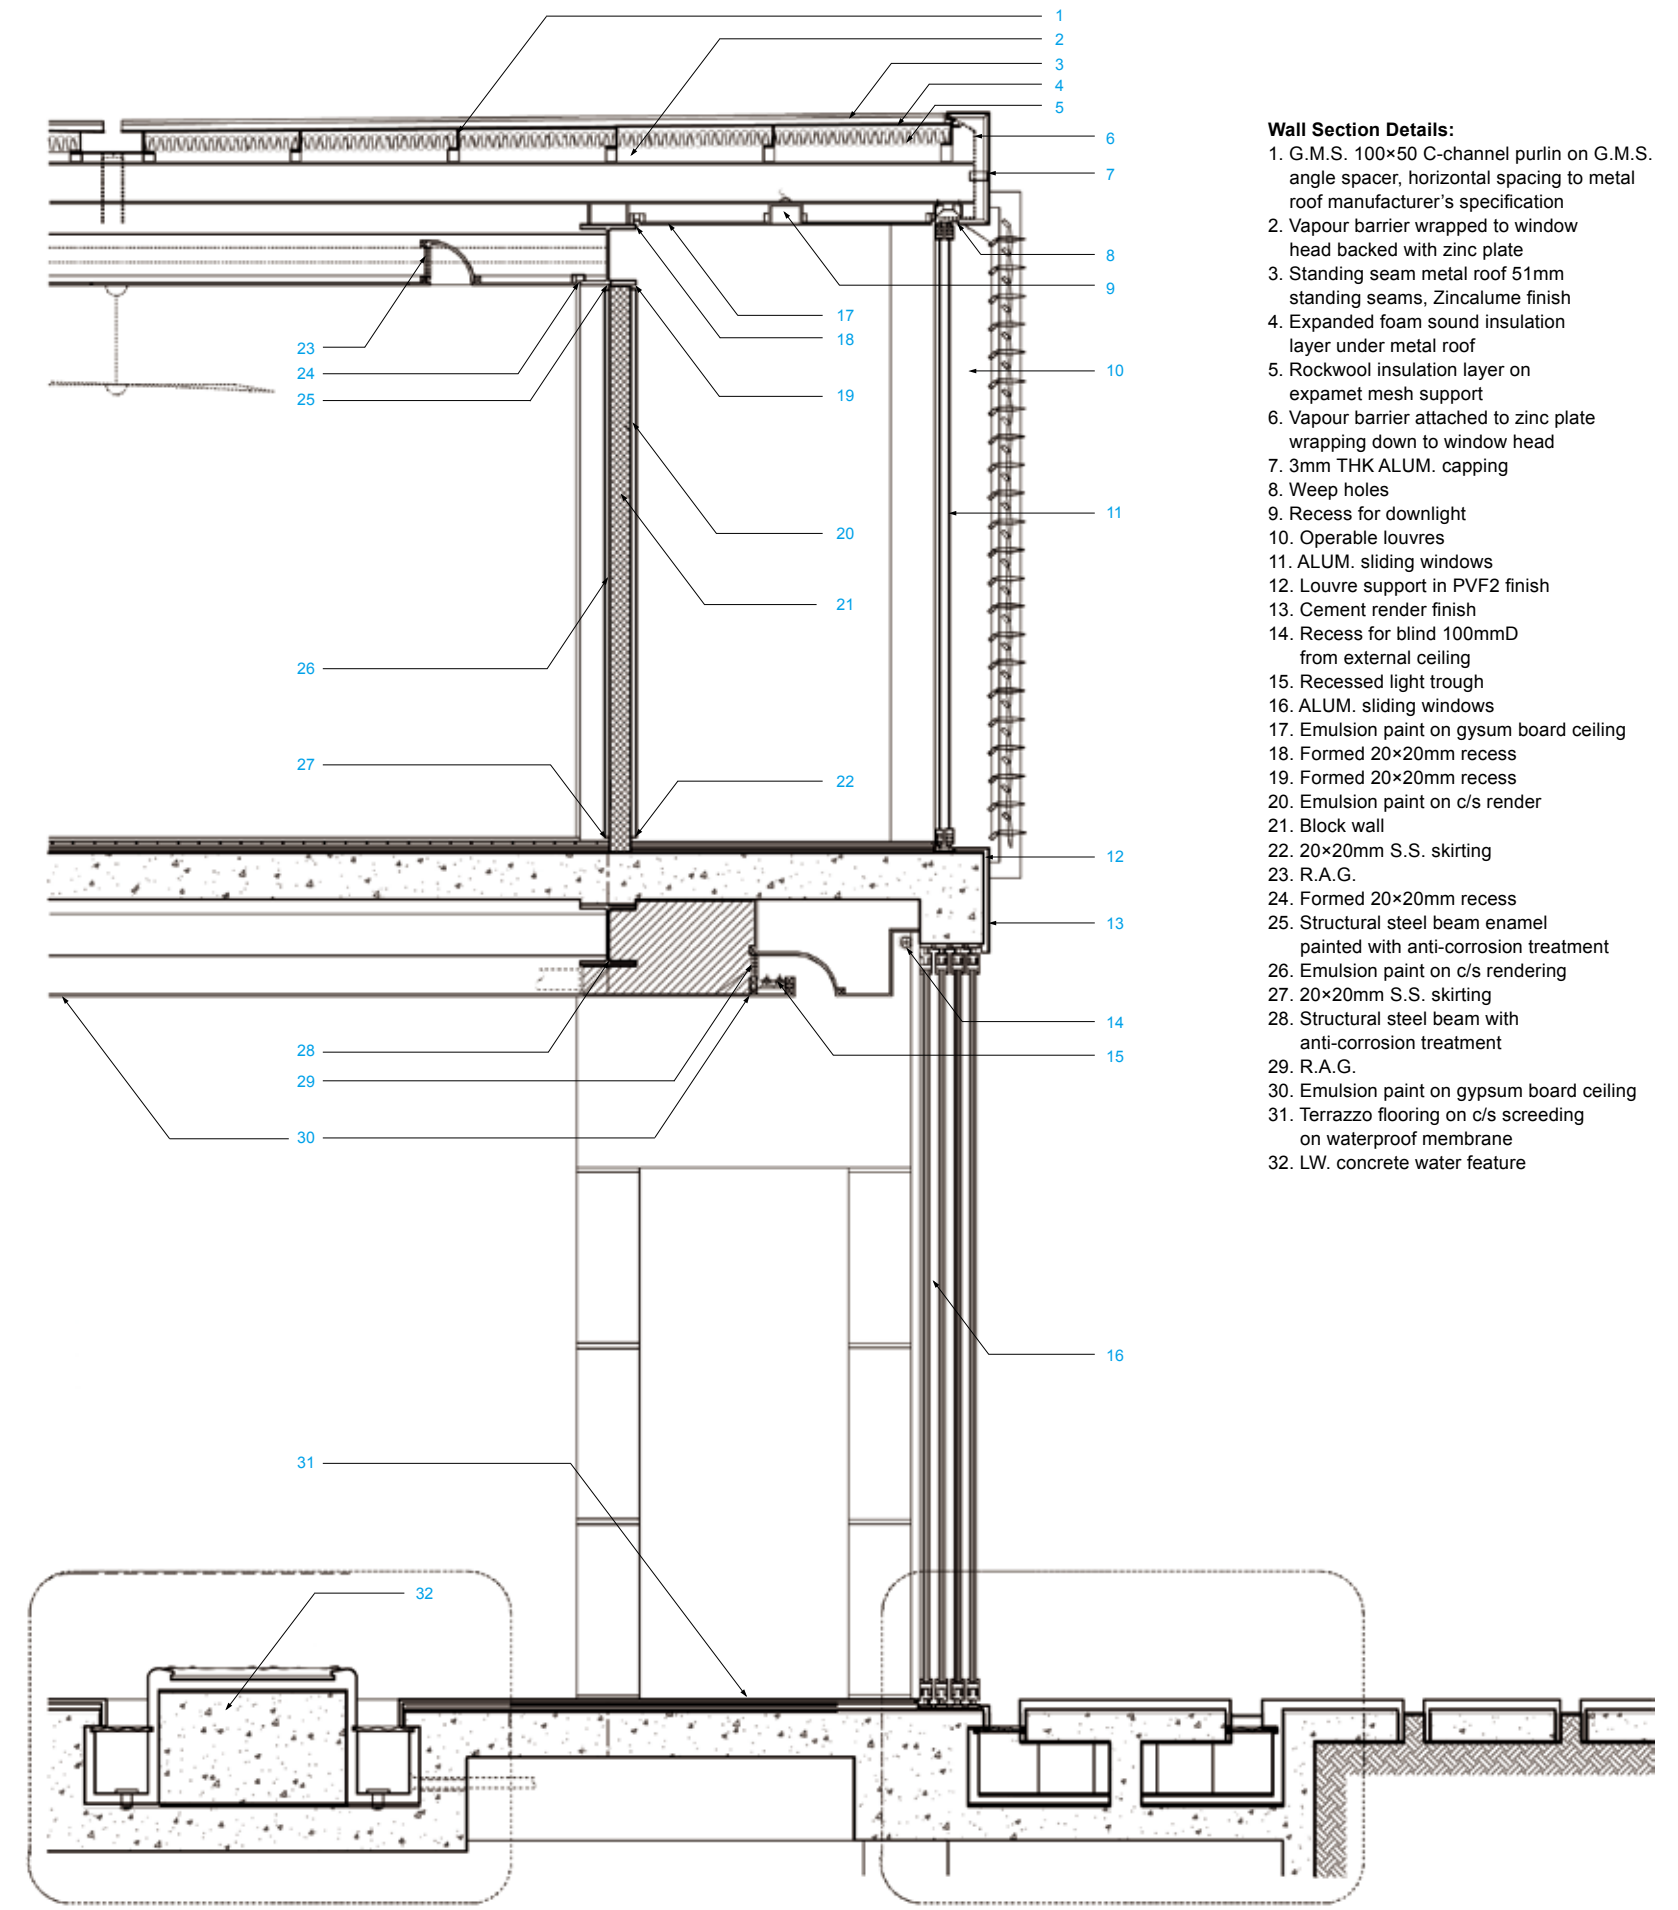 1
2
3
4
5
6
7
8
9
17
18
10
19
23
24
25
11
20
21
26
27
22
12
13
14
15
28
29
30
16
31
32
Wall Section Details:
1. G.M.S. 100×50 C-channel purlin on G.M.S.
angle spacer, horizontal spacing to metal
roof manufacturer's specification
2. Vapour barrier wrapped to window
head backed with zinc plate
3. Standing seam metal roof 51mm
standing seams, Zincalume finish
4. Expanded foam sound insulation
layer under metal roof
5. Rockwool insulation layer on
expamet mesh support
6. Vapour barrier attached to zinc plate
wrapping down to window head
7. 3mm THK ALUM. capping
8. Weep holes
9. Recess for downlight
10. Operable louvres
11. ALUM. sliding windows
12. Louvre support in PVF2 finish
13. Cement render finish
14. Recess for blind 100mmD
from external ceiling
15. Recessed light trough
16. ALUM. sliding windows
17. Emulsion paint on gysum board ceiling
18. Formed 20×20mm recess
19. Formed 20×20mm recess
20. Emulsion paint on c/s render
21. Block wall
22. 20×20mm S.S. skirting
23. R.A.G.
24. Formed 20×20mm recess
25. Structural steel beam enamel
painted with anti-corrosion treatment
26. Emulsion paint on c/s rendering
27. 20×20mm S.S. skirting
28. Structural steel beam with
anti-corrosion treatment
29. R.A.G.
30. Emulsion paint on gypsum board ceiling
31. Terrazzo flooring on c/s screeding
on waterproof membrane
32. LW. concrete water feature